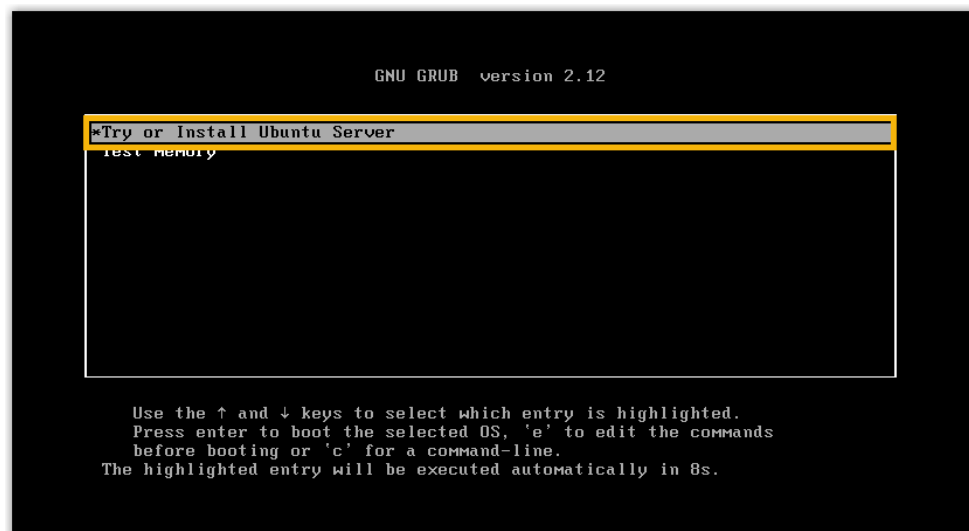 GNU GRUB version 2.12
*Try or Install Ubuntu Server
Test Memory
Use the ↑ and ↓ keys to select which entry is highlighted.
Press enter to boot the selected OS, `e' to edit the commands
before booting or `c' for a command-line.
The highlighted entry will be executed automatically in 8s.